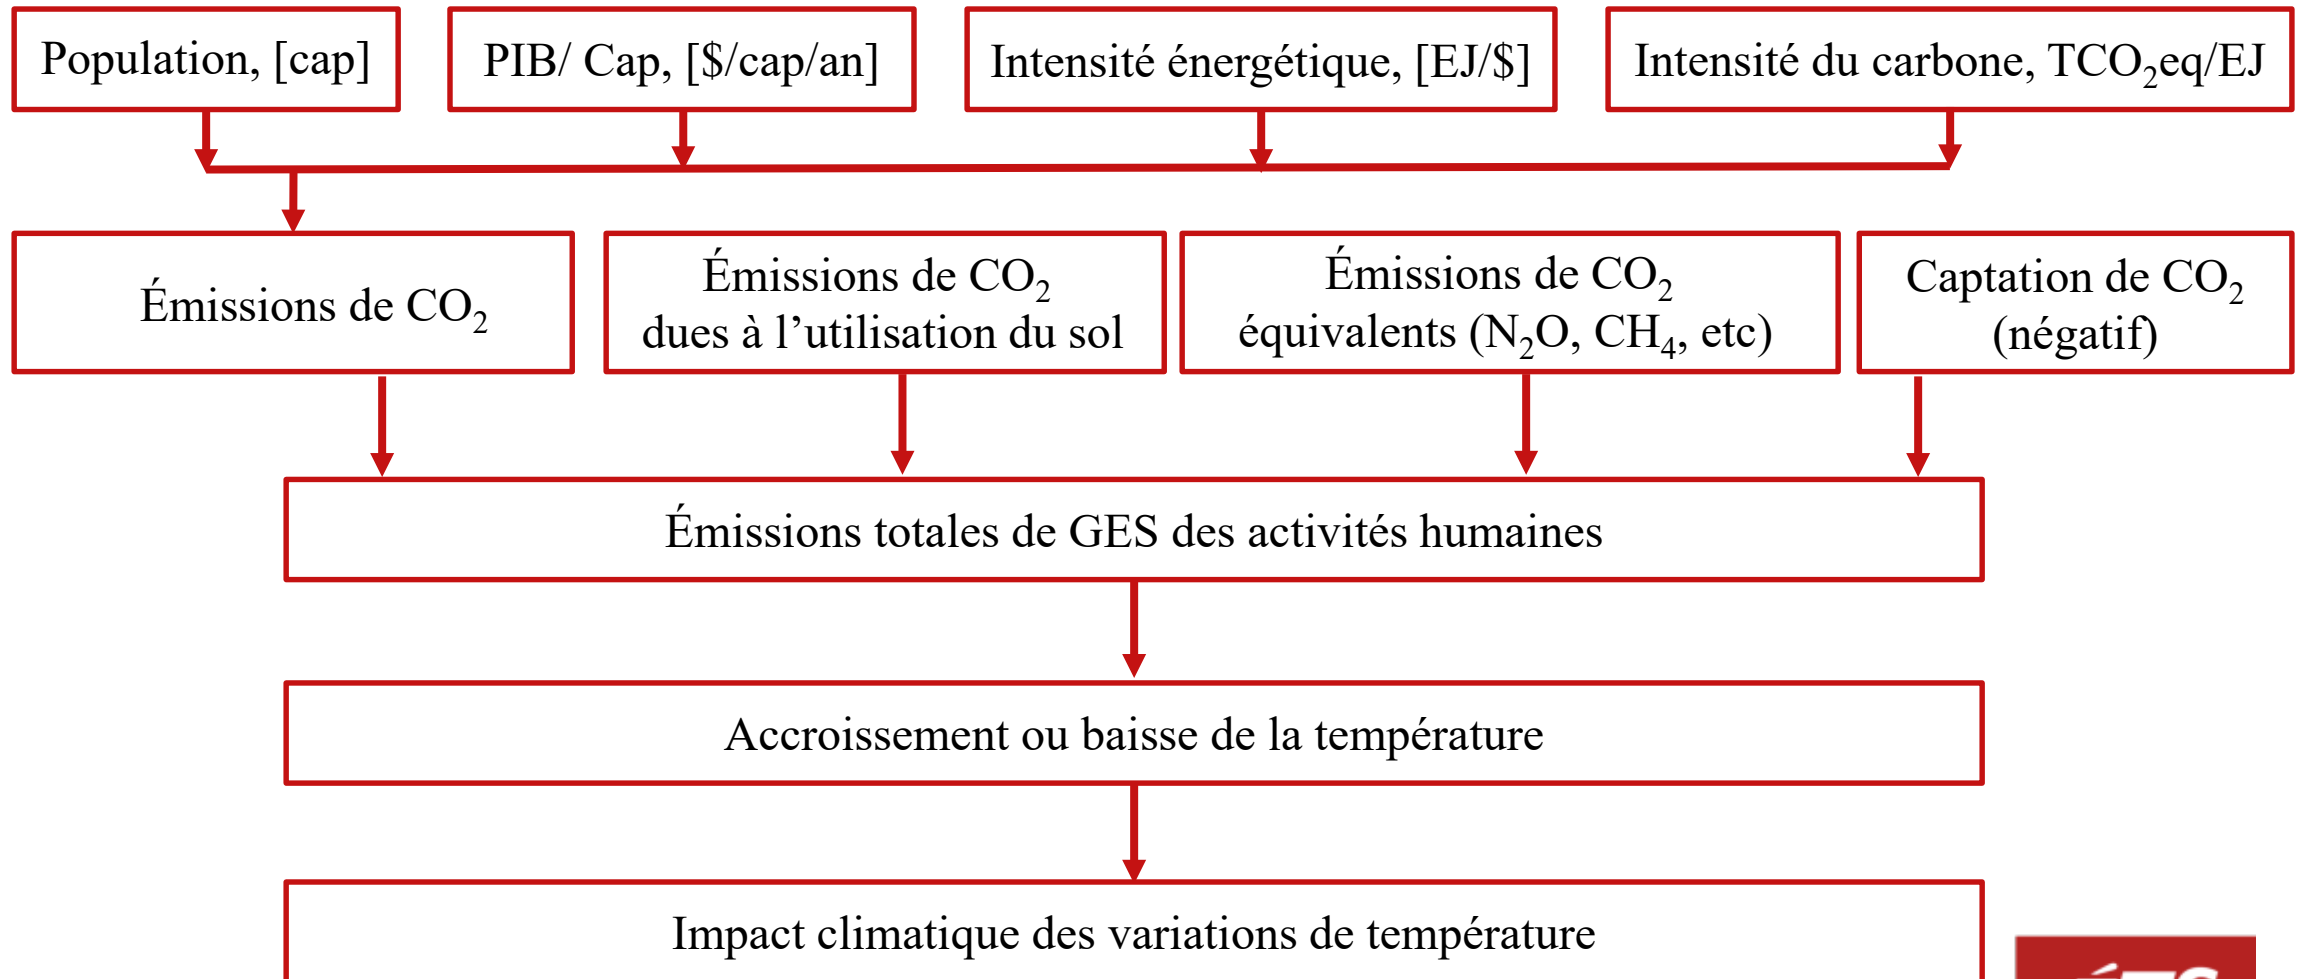 Population, [cap]
PIB/ Cap, [$/cap/an]
Intensité énergétique, [EJ/$]
Intensité du carbone, TCO₂eq/EJ
Émissions de CO₂
Émissions de CO₂
dues à l’utilisation du sol
Émissions de CO₂
équivalents (N₂O, CH₄, etc)
Captation de CO₂
(négatif)
Émissions totales de GES des activités humaines
Accroissement ou baisse de la température
Impact climatique des variations de température